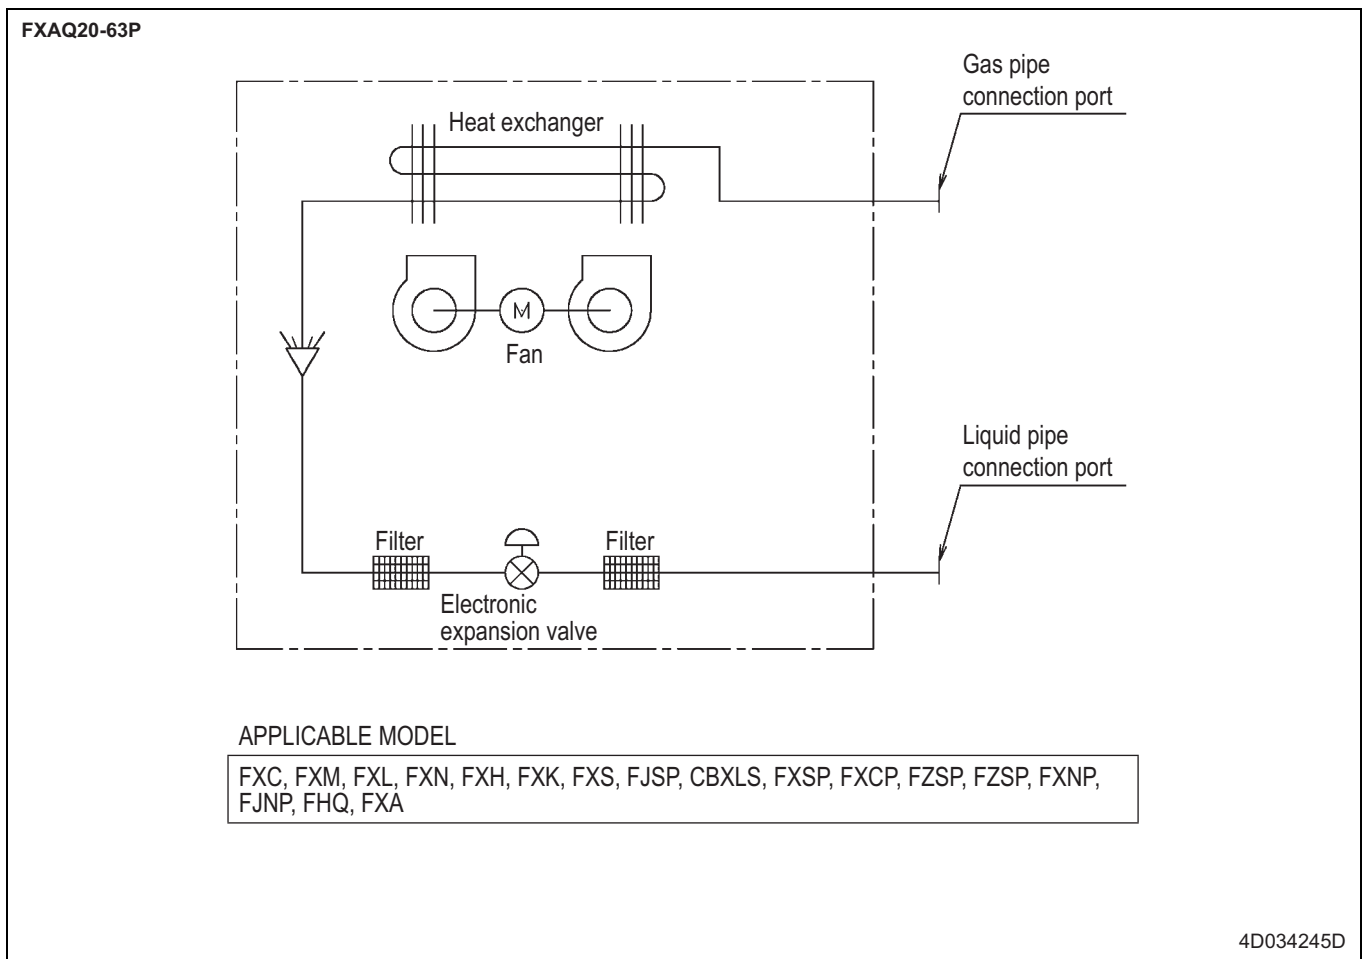 FXAQ20-63P
Gas pipe
connection port
Heat exchanger
M
Fan
Liquid pipe
connection port
Filter
Filter
Electronic
expansion valve
APPLICABLE MODEL
FXC, FXM, FXL, FXN, FXH, FXK, FXS, FJSP, CBXLS, FXSP, FXCP, FZSP, FZSP, FXNP,
FJNP, FHQ, FXA
4D034245D